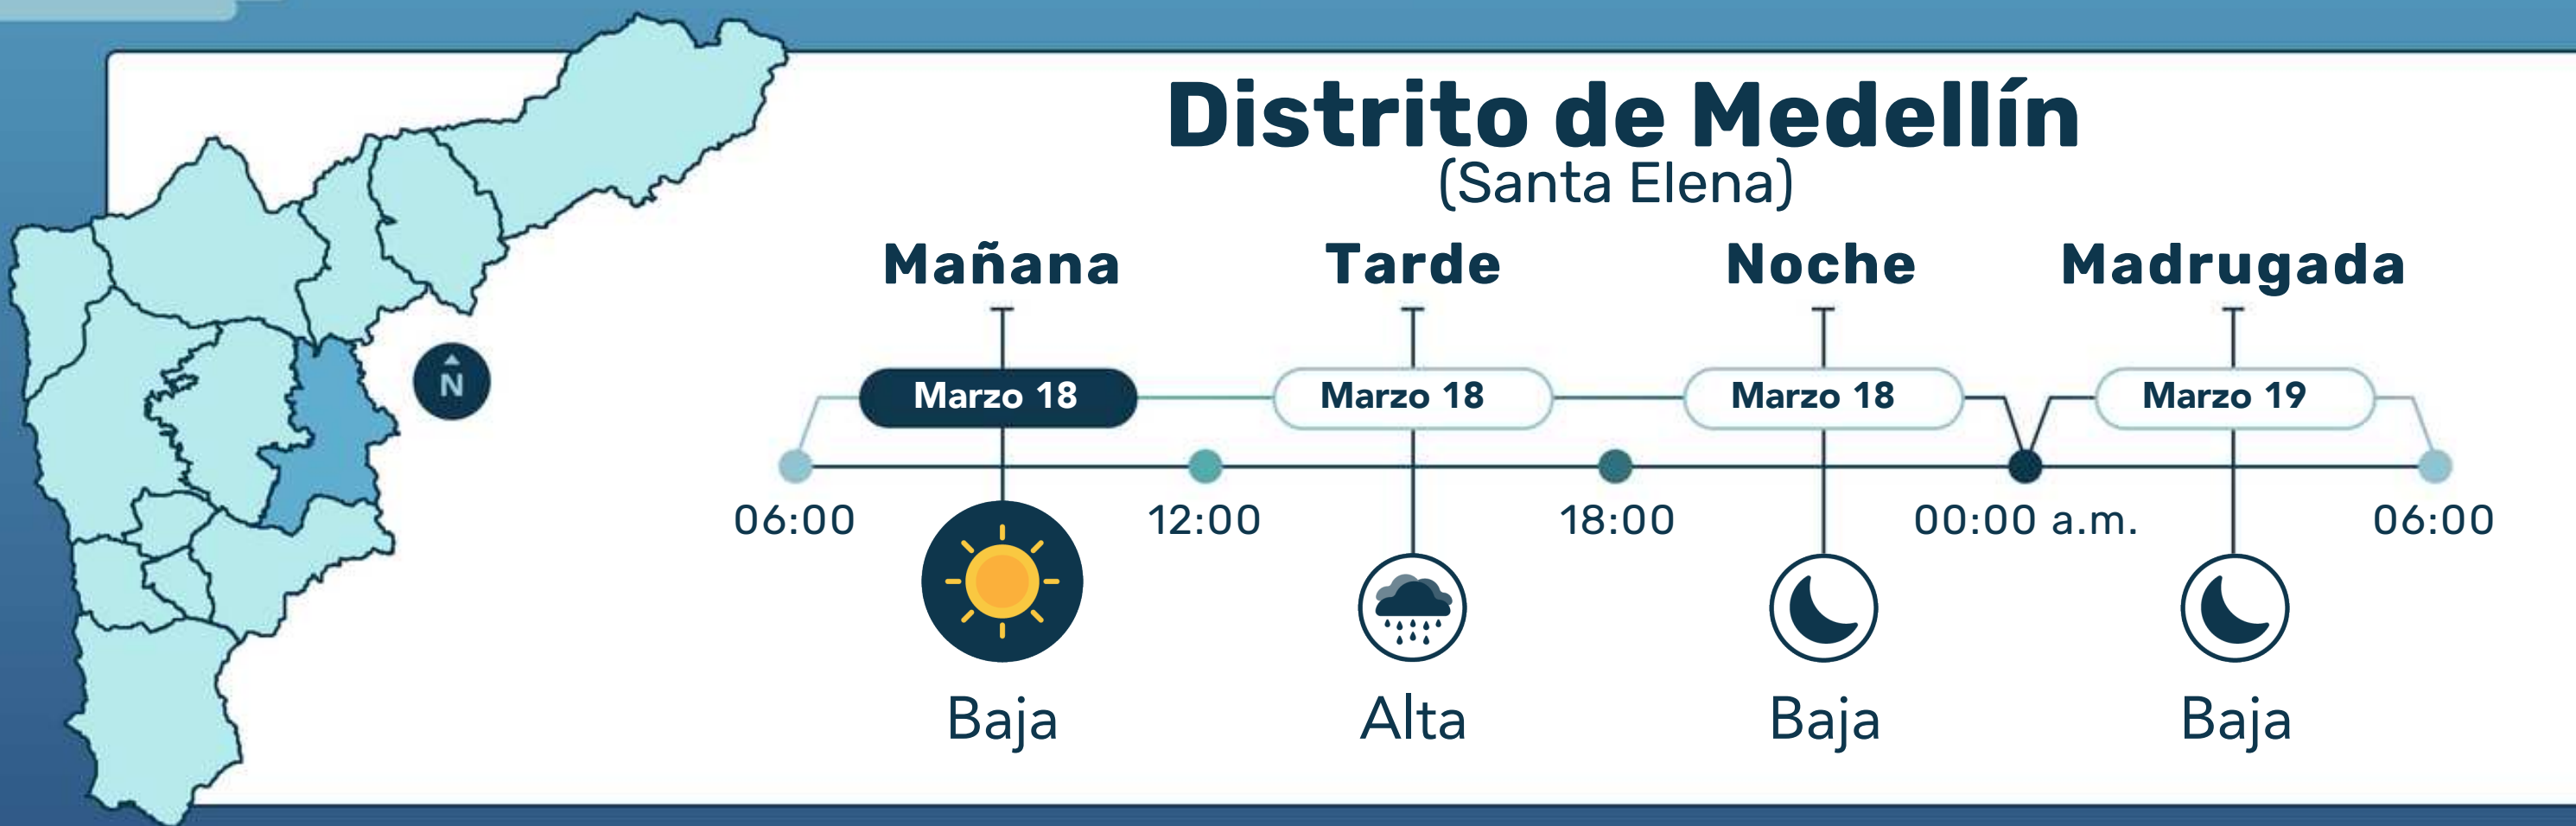 Distrito de Medellín
(Santa Elena)
Mañana Tarde Noche Madrugada
N
Marzo 18 Marzo 18 Marzo 18 Marzo 19
06:00 12:00 18:00 00:00 a.m. 06:00
Baja Alta Baja Baja